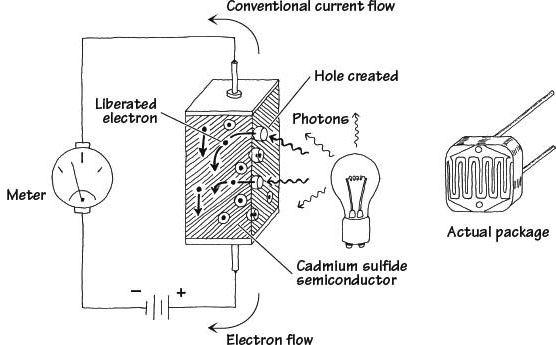 Conventional current flow
Hole created
Liberated
electron
Photons
Meter
Actual package
Cadmium sulfide
semiconductor
- +
Electron flow